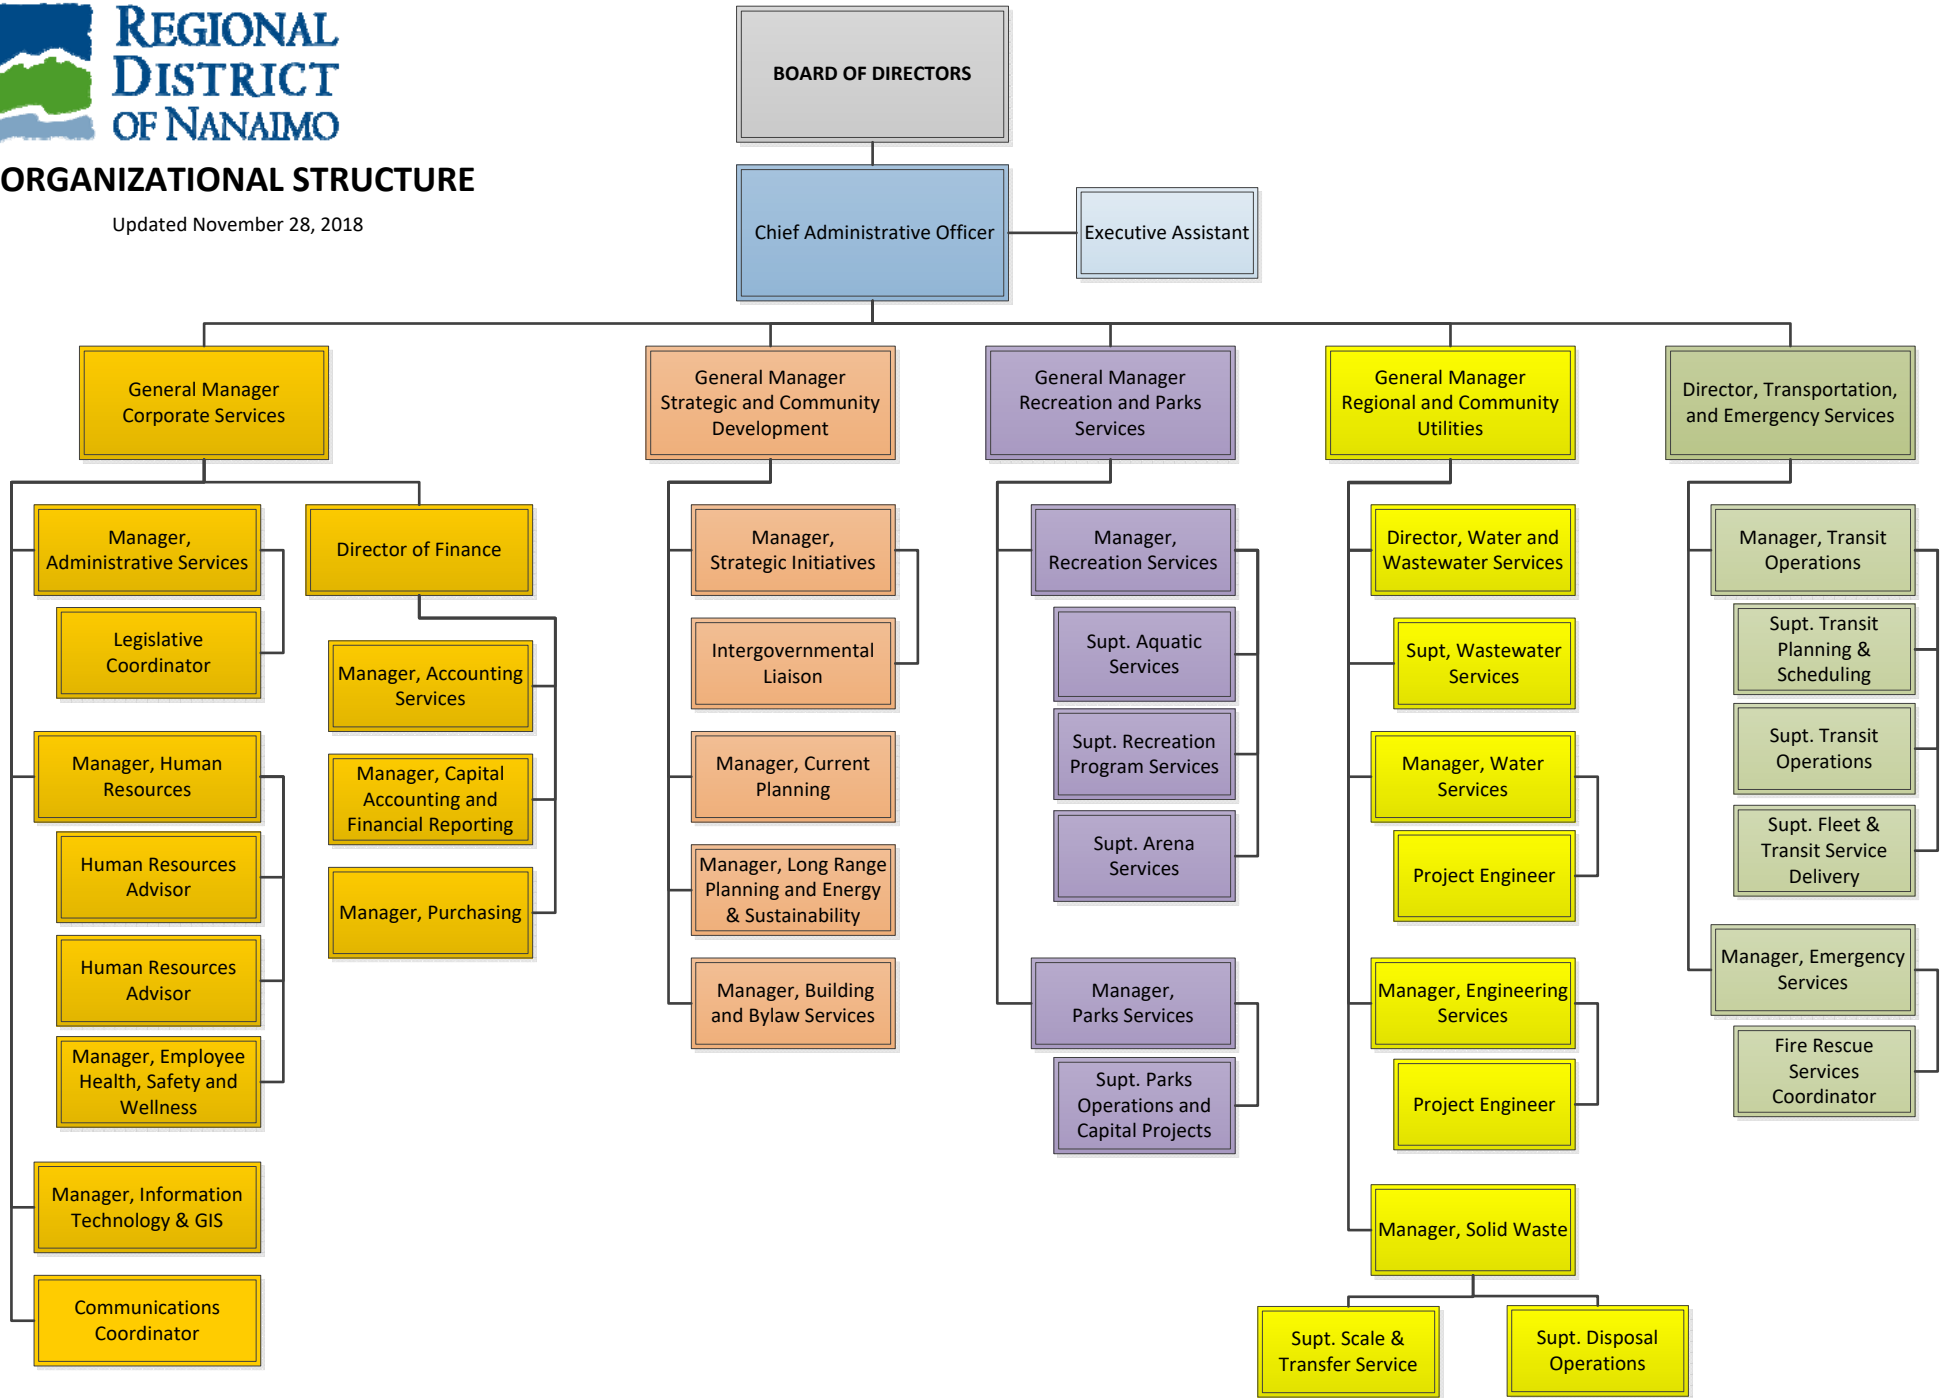 REGIONAL
DISTRICT
OF NANAIMO
ORGANIZATIONAL STRUCTURE
Updated November 28, 2018
BOARD OF DIRECTORS
Chief Administrative Officer
Executive Assistant
General Manager
Corporate Services
Manager,
Administrative Services
Legislative
Coordinator
Manager, Human
Resources
Human Resources
Advisor
Human Resources
Advisor
Manager, Employee
Health, Safety and
Wellness
Manager, Information
Technology & GIS
Communications
Coordinator
Director of Finance
Manager, Accounting
Services
Manager, Capital
Accounting and
Financial Reporting
Manager, Purchasing
General Manager
Strategic and Community
Development
Manager,
Strategic Initiatives
Intergovernmental
Liaison
Manager, Current
Planning
Manager, Long Range
Planning and Energy
& Sustainability
Manager, Building
and Bylaw Services
General Manager
Recreation and Parks
Services
Manager,
Recreation Services
Supt. Aquatic
Services
Supt. Recreation
Program Services
Supt. Arena
Services
Manager,
Parks Services
Supt. Parks
Operations and
Capital Projects
General Manager
Regional and Community
Utilities
Director, Water and
Wastewater Services
Supt, Wastewater
Services
Manager, Water
Services
Project Engineer
Manager, Engineering
Services
Project Engineer
Manager, Solid Waste
Supt. Scale &
Transfer Service
Supt. Disposal
Operations
Director, Transportation,
and Emergency Services
Manager, Transit
Operations
Supt. Transit
Planning &
Scheduling
Supt. Transit
Operations
Supt. Fleet &
Transit Service
Delivery
Manager, Emergency
Services
Fire Rescue
Services
Coordinator